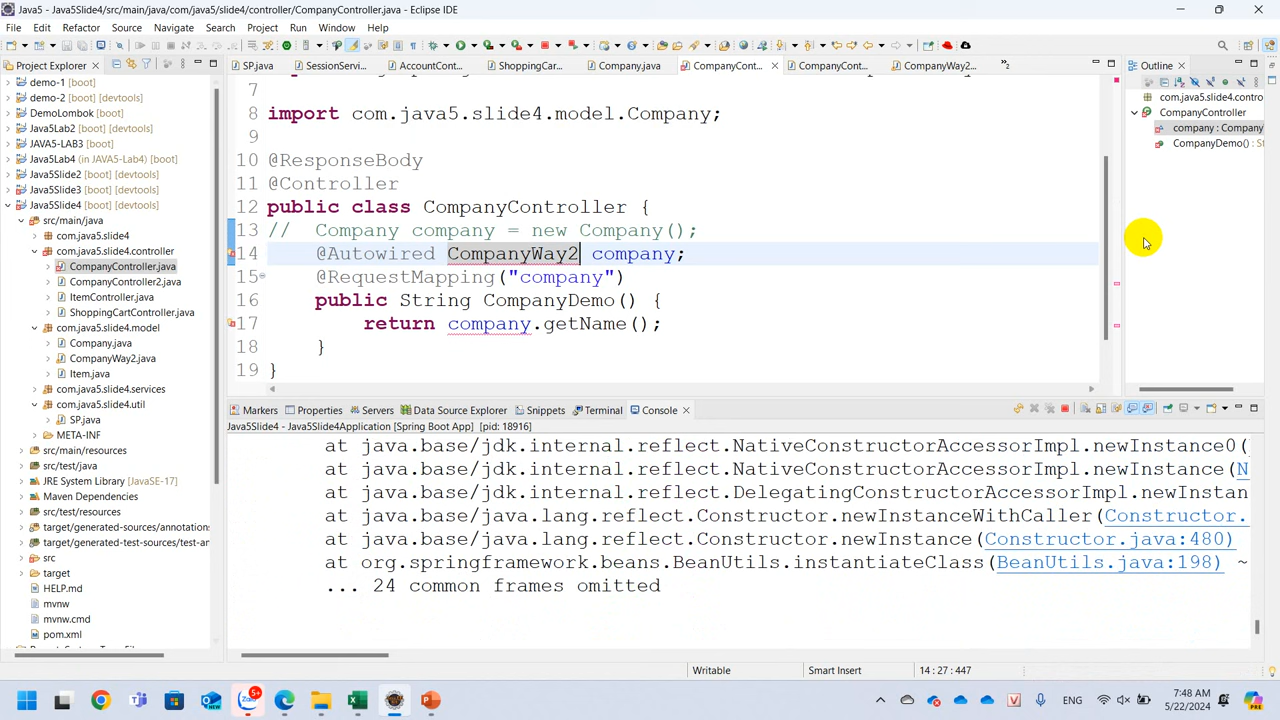 Java5 - Java5Slide4/src/main/java/com/java5/slide4/controller/CompanyController.java - Eclipse IDE
File Edit Refactor Source Navigate Search Project Run Window Help
Project Explorer
SP.java SessionServi... AccountCont... ShoppingCar... Company.java CompanyCont... CompanyCont... CompanyWay2... Outline
demo-1 [boot]
demo-2 [boot] [devtools]
DemoLombok [boot]
Java5Lab2 [boot] [devtools]
JAVA5-LAB3 [boot]
Java5Lab4 (in JAVA5-Lab4) [boot]
Java5Slide2 [boot]
Java5Slide3 [boot] [devtools]
Java5Slide4 [boot] [devtools]
src/main/java
com.java5.slide4
com.java5.slide4.controller
CompanyController.java
CompanyController2.java
ItemController.java
ShoppingCartController.java
com.java5.slide4.model
Company.java
CompanyWay2.java
Item.java
com.java5.slide4.services
com.java5.slide4.util
SP.java
META-INF
src/main/resources
src/test/java
JRE System Library [JavaSE-17]
Maven Dependencies
src/test/resources
target/generated-sources/annotations
target/generated-test-sources/test-an
src
target
HELP.md
mvnw
mvnw.cmd
pom.xml
7
8 import com.java5.slide4.model.Company;
9
10 @ResponseBody
11 @Controller
12 public class CompanyController {
13 // Company company = new Company();
14 @Autowired CompanyWay2 company;
15 @RequestMapping("company")
16 public String CompanyDemo() {
17 return company.getName();
18 }
19 }
com.java5.slide4.contro
CompanyController
company : Company
CompanyDemo() : St
Markers Properties Servers Data Source Explorer Snippets Terminal Console
Java5Slide4 - Java5Slide4Application [Spring Boot App] [pid: 18916]
at java.base/jdk.internal.reflect.NativeConstructorAccessorImpl.newInstance0(
at java.base/jdk.internal.reflect.NativeConstructorAccessorImpl.newInstance(N
at java.base/jdk.internal.reflect.DelegatingConstructorAccessorImpl.newInstan
at java.base/java.lang.reflect.Constructor.newInstanceWithCaller(Constructor.
at java.base/java.lang.reflect.Constructor.newInstance(Constructor.java:480)
at org.springframework.beans.BeanUtils.instantiateClass(BeanUtils.java:198) ~
... 24 common frames omitted
Writable Smart Insert 14 : 27 : 447
5+
ENG
7:48 AM
5/22/2024
PRE